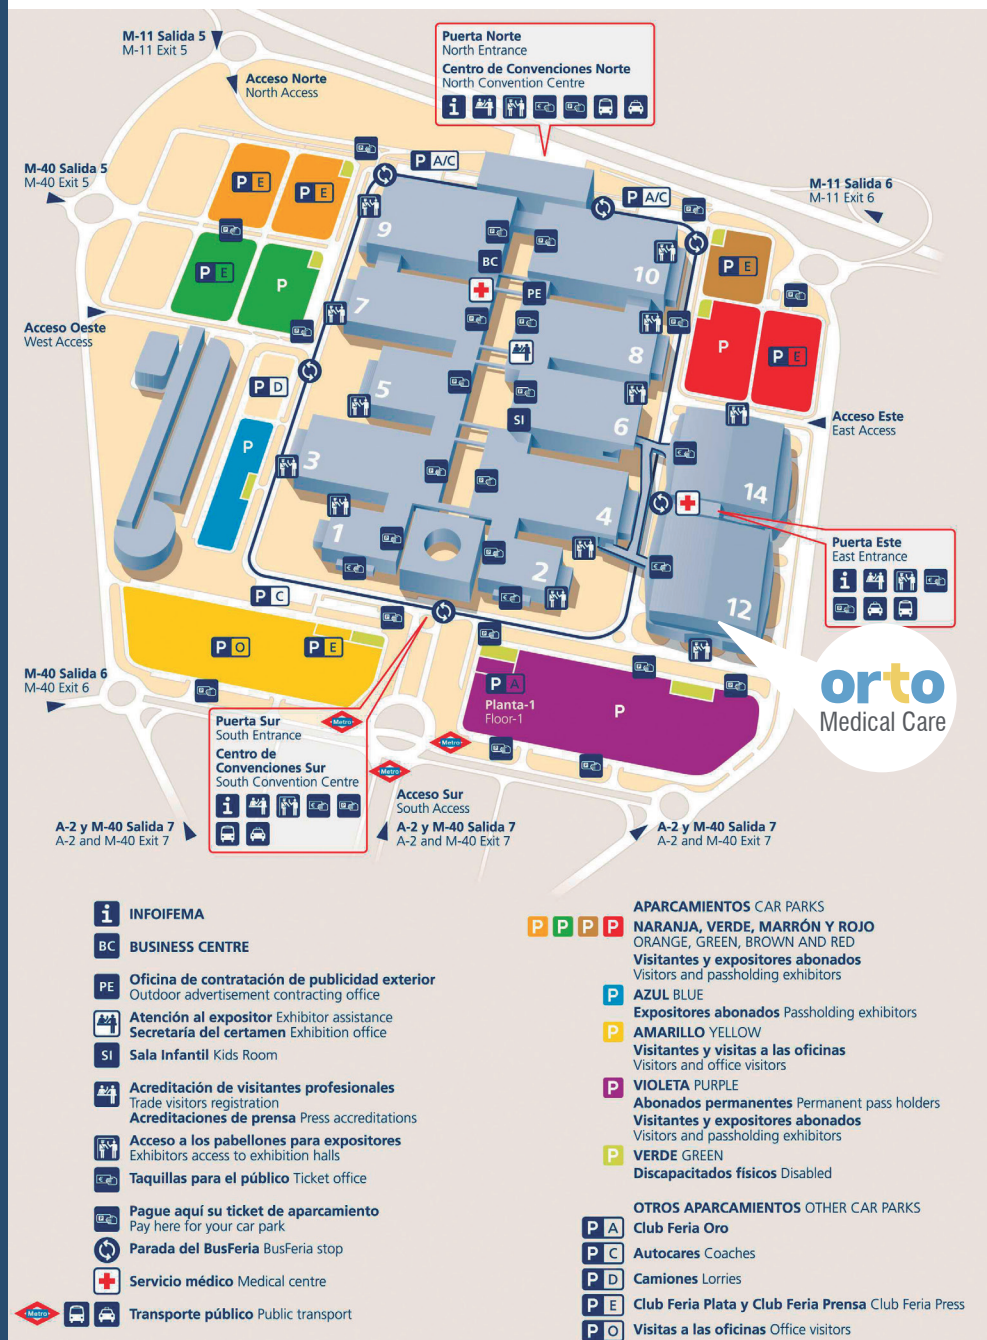 M-11 Salida 5
M-11 Exit 5
Acceso Norte
North Access
Puerta Norte
North Entrance
Centro de Convenciones Norte
North Convention Centre
i
M-40 Salida 5
M-40 Exit 5
M-11 Salida 6
M-11 Exit 6
P A/C
P A/C
P E
P E
P E
P
9
10
BC
PE
P E
7
8
P
P E
Acceso Oeste
West Access
P D
5
6
SI
Acceso Este
East Access
P
3
4
14
1
2
12
Puerta Este
East Entrance
i
P C
P O
P E
M-40 Salida 6
M-40 Exit 6
P A
Planta-1
Floor-1
P
orto
Medical Care
Puerta Sur
South Entrance
Centro de
Convenciones Sur
South Convention Centre
i
Metro
Metro
Metro
Acceso Sur
South Access
A-2 y M-40 Salida 7
A-2 and M-40 Exit 7
A-2 y M-40 Salida 7
A-2 and M-40 Exit 7
A-2 y M-40 Salida 7
A-2 and M-40 Exit 7
i INFOIFEMA
BC BUSINESS CENTRE
PE Oficina de contratación de publicidad exterior
Outdoor advertisement contracting office
Atención al expositor Exhibitor assistance
Secretaría del certamen Exhibition office
SI Sala Infantil Kids Room
Acreditación de visitantes profesionales
Trade visitors registration
Acreditaciones de prensa Press accreditations
Acceso a los pabellones para expositores
Exhibitors access to exhibition halls
Taquillas para el público Ticket office
Pague aquí su ticket de aparcamiento
Pay here for your car park
Parada del BusFeria BusFeria stop
Servicio médico Medical centre
Metro Transporte público Public transport
APARCAMIENTOS CAR PARKS
P P P P NARANJA, VERDE, MARRÓN Y ROJO
ORANGE, GREEN, BROWN AND RED
Visitantes y expositores abonados
Visitors and passholding exhibitors
P AZUL BLUE
Expositores abonados Passholding exhibitors
P AMARILLO YELLOW
Visitantes y visitas a las oficinas
Visitors and office visitors
P VIOLETA PURPLE
Abonados permanentes Permanent pass holders
Visitantes y expositores abonados
Visitors and passholding exhibitors
P VERDE GREEN
Discapacitados físicos Disabled
OTROS APARCAMIENTOS OTHER CAR PARKS
P A Club Feria Oro
P C Autocares Coaches
P D Camiones Lorries
P E Club Feria Plata y Club Feria Prensa Club Feria Press
P O Visitas a las oficinas Office visitors